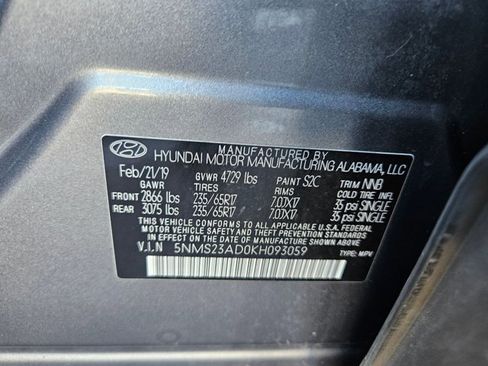 MANUFACTURED BY
HYUNDAI MOTOR MANUFACTURING ALABAMA, LLC
Feb/21/19 GVWR 4729 lbs PAINT S2C TRIM NNB
GAWR TIRES RIMS COLD TIRE INFL
FRONT 2866 lbs 235/65R17 7.0JX17 35 psi SINGLE
REAR 3075 lbs 235/65R17 7.0JX17 35 psi SINGLE
THIS VEHICLE CONFORMS TO ALL APPLICABLE U.S. FEDERAL MOTOR VEHICLE
SAFETY AND THEFT PREVENTION STANDARDS IN EFFECT ON THE DATE OF MANUFACTURE SHOWN ABOVE.
V.I.N 5NMS23AD0KH093059
TYPE: MPV